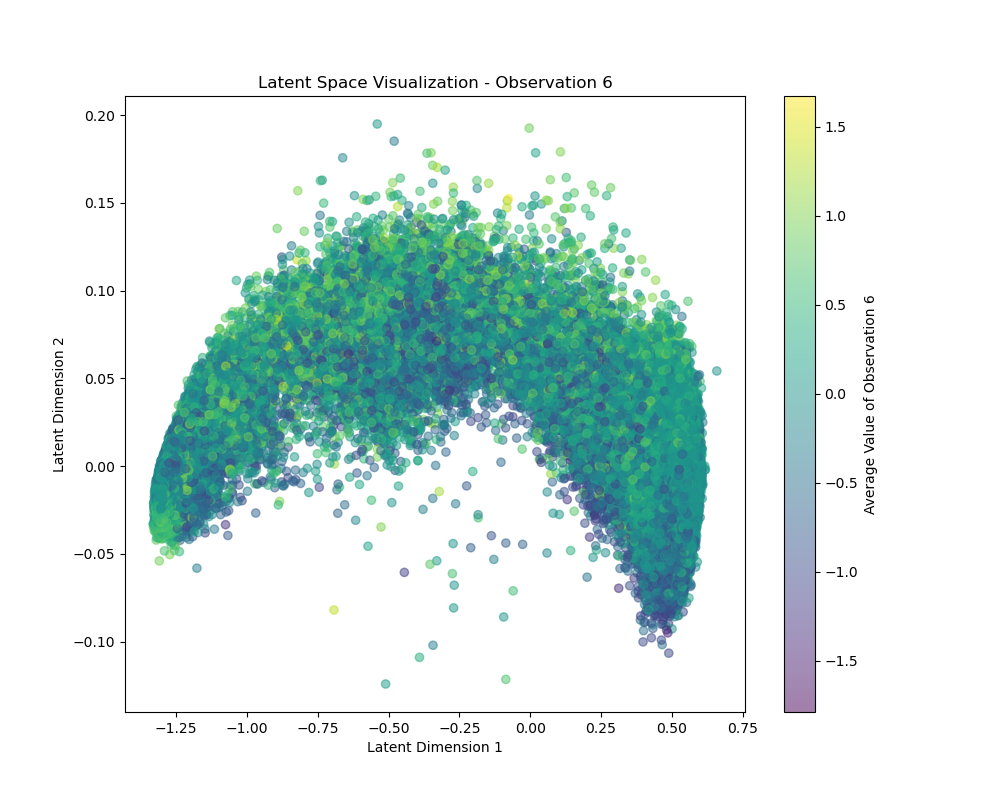 Latent Space Visualization - Observation 6
0.20
0.15
0.10
0.05
0.00
−0.05
−0.10
Latent Dimension 2
−1.25 −1.00 −0.75 −0.50 −0.25 0.00 0.25 0.50 0.75
Latent Dimension 1
1.5
1.0
0.5
0.0
−0.5
−1.0
−1.5
Average Value of Observation 6